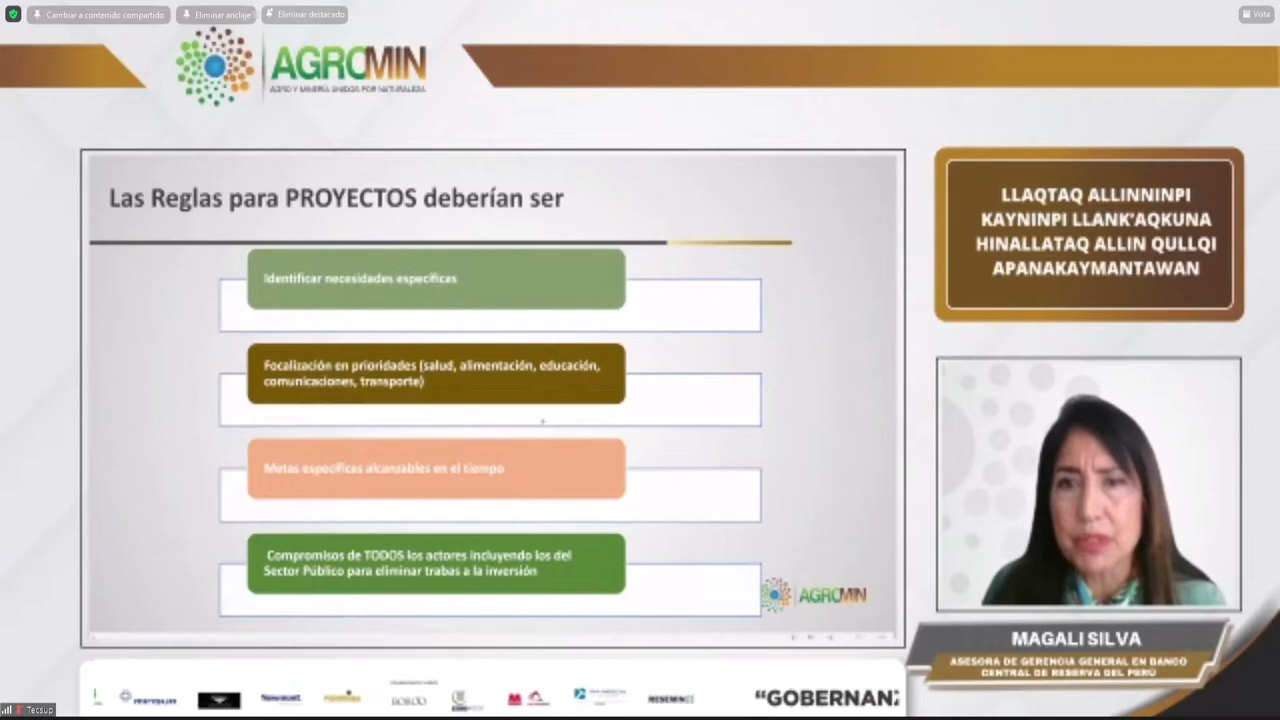 Cambiar a contenido compartido
Eliminar anclaje
Eliminar destacado
Vista
AGROMIN
AGRO Y MINERÍA UNIDOS POR NATURALEZA
Las Reglas para PROYECTOS deberían ser
Identificar necesidades específicas
Focalización en prioridades (salud, alimentación, educación,
comunicaciones, transporte)
Metas específicas alcanzables en el tiempo
Compromisos de TODOS los actores incluyendo los del
Sector Público para eliminar trabas a la inversión
AGROMIN
LLAQTAQ ALLINNINPI
KAYNINPI LLANK'AQKUNA
HINALLATAQ ALLIN QULLQI
APANAKAYMANTAWAN
MAGALI SILVA
ASESORA DE GERENCIA GENERAL EN BANCO
CENTRAL DE RESERVA DEL PERÚ
Newmont
PODEROSA
BOROO
RESEMIN
“GOBERNAN
Tecsup